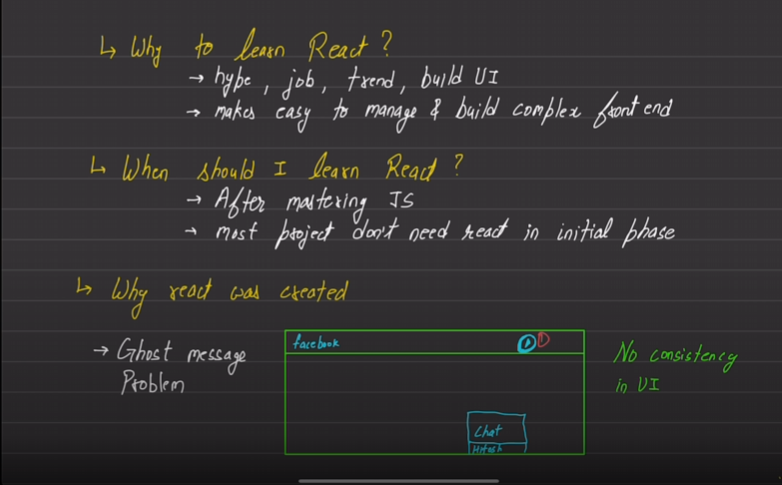 ↳ Why to learn React ?
→ hype, job, trend, build UI
→ makes easy to manage & build complex front end
↳ When should I learn React ?
→ After mastering JS
→ most project don't need react in initial phase
↳ Why react was created
→ Ghost message
Problem
facebook
Chat
Hitesh
No consistency
in UI